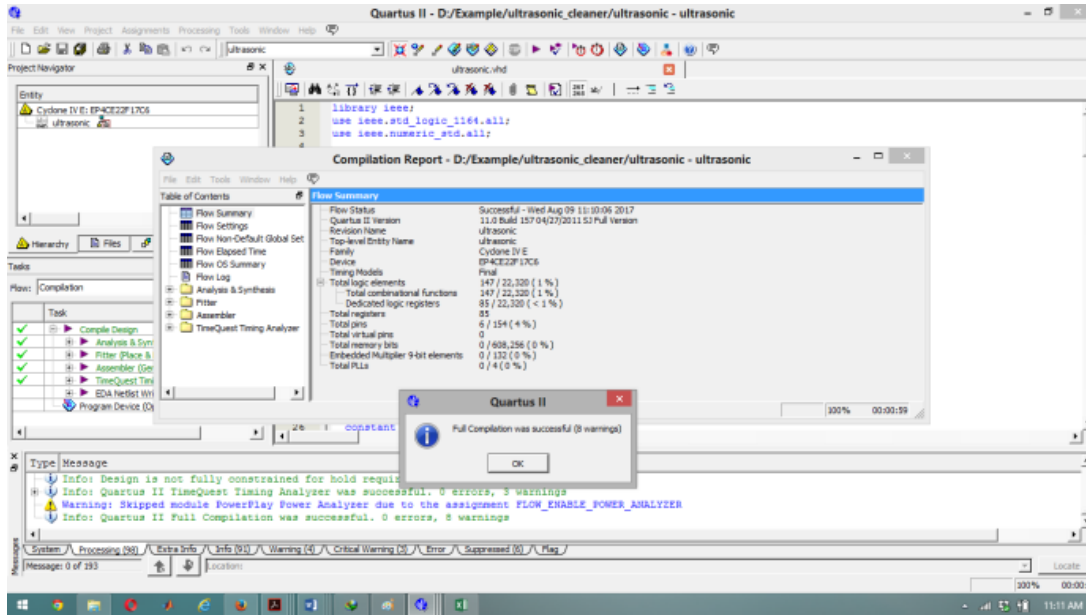 Quartus II - D:/Example/ultrasonic_cleaner/ultrasonic - ultrasonic
File Edit View Project Assignments Processing Tools Window Help
ultrasonic
Project Navigator
ultrasonic.vhd
Entity
Cyclone IV E: EP4CE22F17C6
ultrasonic
1 library ieee;
2 use ieee.std_logic_1164.all;
3 use ieee.numeric_std.all;
4
Compilation Report - D:/Example/ultrasonic_cleaner/ultrasonic - ultrasonic
File Edit Tools Window Help
Table of Contents
Flow Summary
Flow Settings
Flow Non-Default Global Set
Flow Elapsed Time
Flow OS Summary
Flow Log
Analysis & Synthesis
Fitter
Assembler
TimeQuest Timing Analyzer
Flow Summary
Flow Status Successful - Wed Aug 09 11:10:06 2017
Quartus II Version 11.0 Build 157 04/27/2011 SJ Full Version
Revision Name ultrasonic
Top-level Entity Name ultrasonic
Family Cyclone IV E
Device EP4CE22F17C6
Timing Models Final
Total logic elements 147 / 22,320 ( 1 % )
Total combinational functions 147 / 22,320 ( 1 % )
Dedicated logic registers 85 / 22,320 ( < 1 % )
Total registers 85
Total pins 6 / 154 ( 4 % )
Total virtual pins 0
Total memory bits 0 / 608,256 ( 0 % )
Embedded Multiplier 9-bit elements 0 / 132 ( 0 % )
Total PLLs 0 / 4 ( 0 % )
100% 00:00:59
Hierarchy Files
Tasks
Flow: Compilation
Task
Compile Design
Analysis & Syn
Fitter (Place &
Assembler (Ger
TimeQuest Timi
EDA Netlist Wri
Program Device (Op
26 constant
Quartus II
Full Compilation was successful (8 warnings)
OK
Type Message
Info: Design is not fully constrained for hold requi
Info: Quartus II TimeQuest Timing Analyzer was successful. 0 errors, 3 warnings
Warning: Skipped module PowerPlay Power Analyzer due to the assignment FLOW_ENABLE_POWER_ANALYZER
Info: Quartus II Full Compilation was successful. 0 errors, 8 warnings
System Processing (98) Extra Info Info (91) Warning (4) Critical Warning (3) Error Suppressed (6) Flag
Messages
Message: 0 of 193 Location: Locate
100% 00:00:
11:11 AM